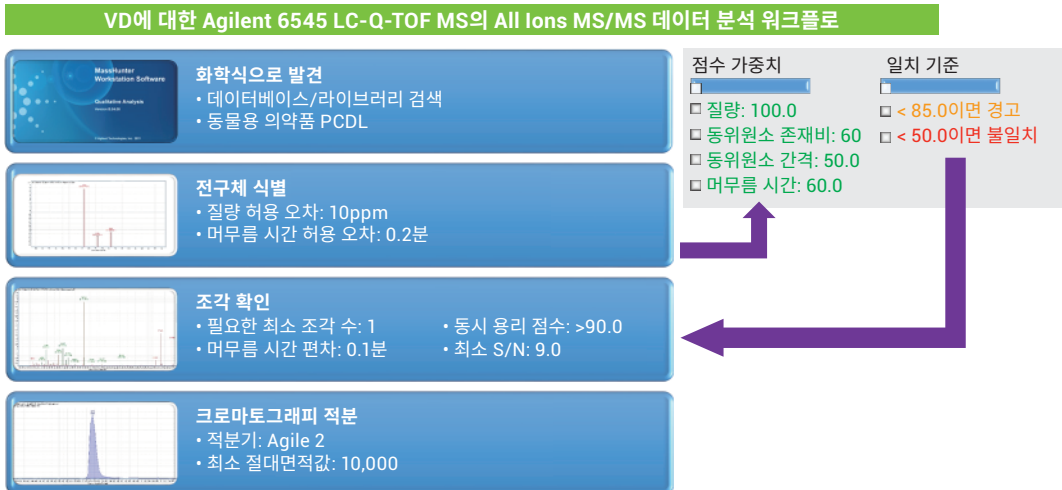 VD에 대한 Agilent 6545 LC-Q-TOF MS의 All Ions MS/MS 데이터 분석 워크플로
MassHunter
Workstation Software
Qualitative Analysis
화학식으로 발견
• 데이터베이스/라이브러리 검색
• 동물용 의약품 PCDL
전구체 식별
• 질량 허용 오차: 10ppm
• 머무름 시간 허용 오차: 0.2분
점수 가중치
질량: 100.0
동위원소 존재비: 60
동위원소 간격: 50.0
머무름 시간: 60.0
일치 기준
< 85.0이면 경고
< 50.0이면 불일치
조각 확인
• 필요한 최소 조각 수: 1
• 머무름 시간 편차: 0.1분
• 동시 용리 점수: >90.0
• 최소 S/N: 9.0
크로마토그래피 적분
• 적분기: Agile 2
• 최소 절대면적값: 10,000